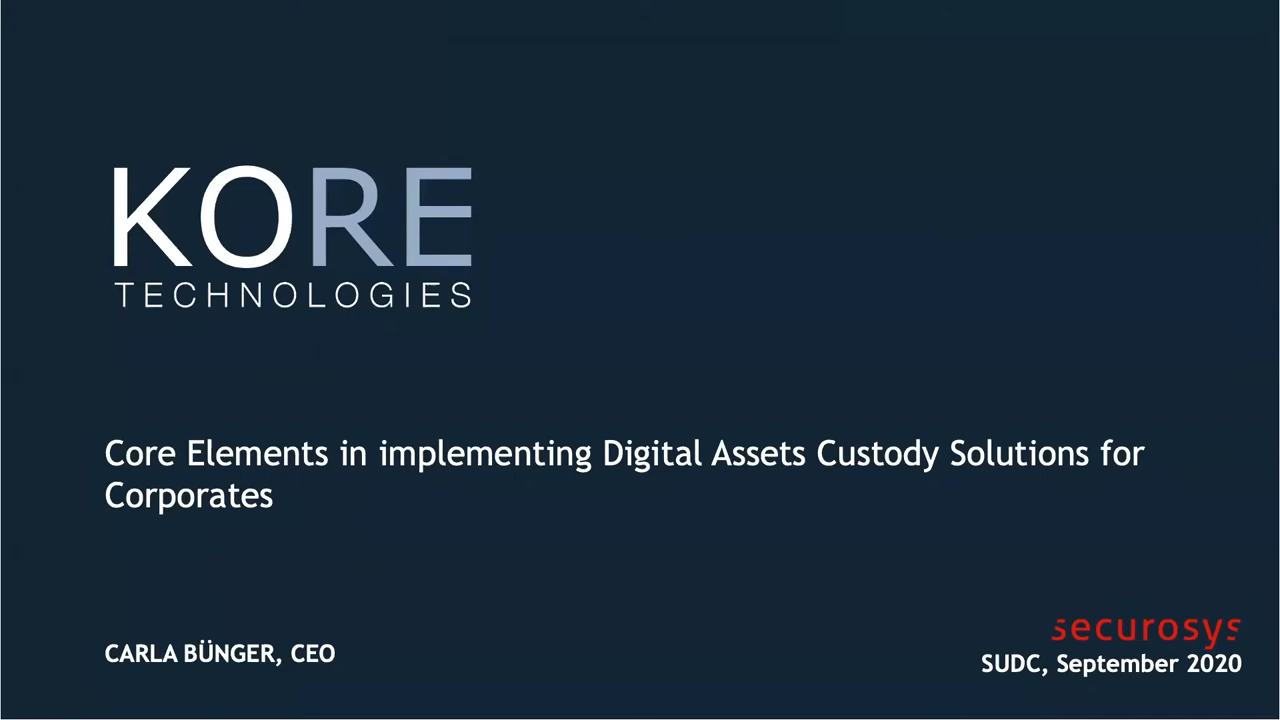 KORE
TECHNOLOGIES
Core Elements in implementing Digital Assets Custody Solutions for
Corporates
CARLA BÜNGER, CEO
securosys
SUDC, September 2020